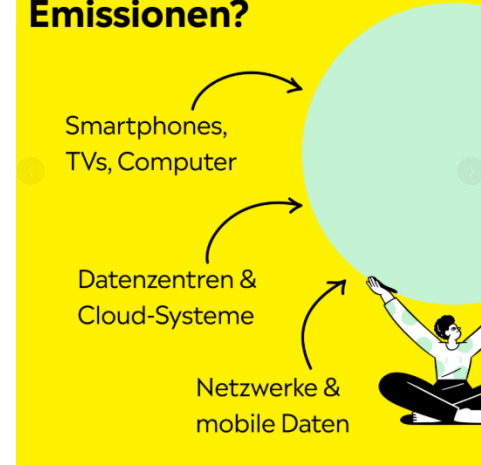 Emissionen?
Smartphones,
TVs, Computer
Datenzentren &
Cloud-Systeme
Netzwerke &
mobile Daten